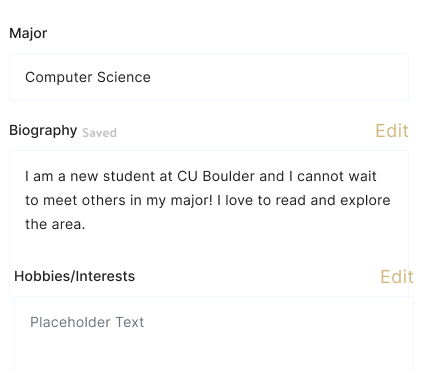 Major
Computer Science
Biography Saved Edit
I am a new student at CU Boulder and I cannot wait
to meet others in my major! I love to read and explore
the area.
Hobbies/Interests Edit
Placeholder Text